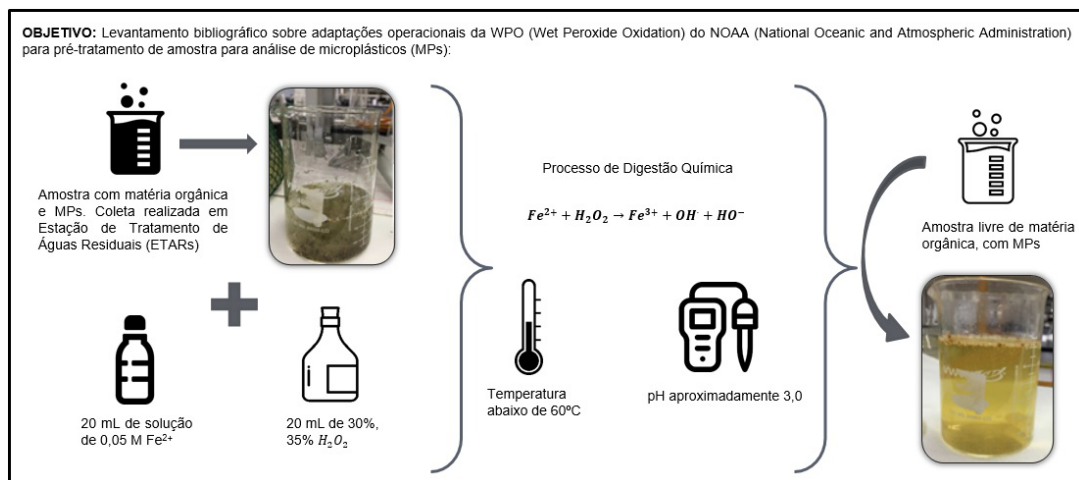 OBJETIVO: Levantamento bibliográfico sobre adaptações operacionais da WPO (Wet Peroxide Oxidation) do NOAA (National Oceanic and Atmospheric Administration)
para pré-tratamento de amostra para análise de microplásticos (MPs):
Amostra com matéria orgânica
e MPs. Coleta realizada em
Estação de Tratamento de
Águas Residuais (ETARs)
20 mL de solução
de 0,05 M Fe²⁺
20 mL de 30%,
35% H₂O₂
Processo de Digestão Química
Fe²⁺ + H₂O₂ → Fe³⁺ + OH· + HO⁻
Temperatura
abaixo de 60ºC
pH aproximadamente 3,0
Amostra livre de matéria
orgânica, com MPs